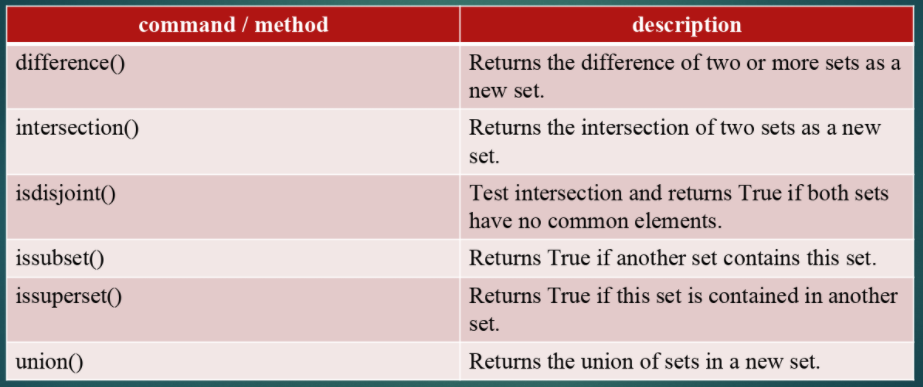 command / method
description
difference()
Returns the difference of two or more sets as a
new set.
intersection()
Returns the intersection of two sets as a new
set.
isdisjoint()
Test intersection and returns True if both sets
have no common elements.
issubset()
Returns True if another set contains this set.
issuperset()
Returns True if this set is contained in another
set.
union()
Returns the union of sets in a new set.